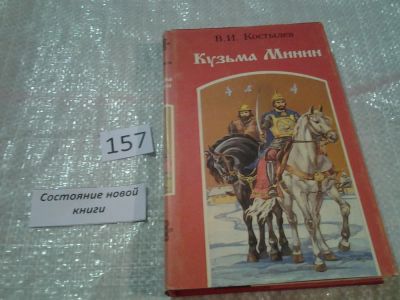 В.И. Костылев
Кузьма Минин
157
Состояние новой
книги